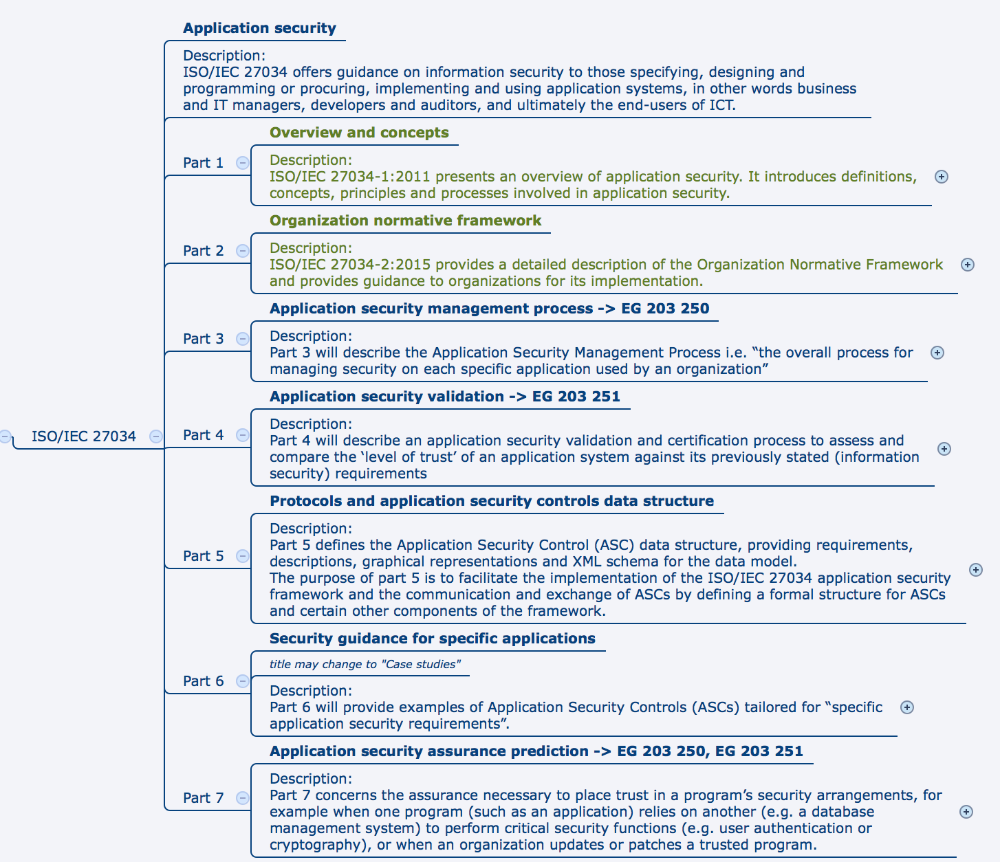 Application security
Description:
ISO/IEC 27034 offers guidance on information security to those specifying, designing and
programming or procuring, implementing and using application systems, in other words business
and IT managers, developers and auditors, and ultimately the end-users of ICT.
Overview and concepts
Part 1
Description:
ISO/IEC 27034-1:2011 presents an overview of application security. It introduces definitions,
concepts, principles and processes involved in application security.
Organization normative framework
Part 2
Description:
ISO/IEC 27034-2:2015 provides a detailed description of the Organization Normative Framework
and provides guidance to organizations for its implementation.
Application security management process -> EG 203 250
Part 3
Description:
Part 3 will describe the Application Security Management Process i.e. “the overall process for
managing security on each specific application used by an organization”
Application security validation -> EG 203 251
ISO/IEC 27034
Part 4
Description:
Part 4 will describe an application security validation and certification process to assess and
compare the ‘level of trust’ of an application system against its previously stated (information
security) requirements
Protocols and application security controls data structure
Part 5
Description:
Part 5 defines the Application Security Control (ASC) data structure, providing requirements,
descriptions, graphical representations and XML schema for the data model.
The purpose of part 5 is to facilitate the implementation of the ISO/IEC 27034 application security
framework and the communication and exchange of ASCs by defining a formal structure for ASCs
and certain other components of the framework.
Security guidance for specific applications
title may change to "Case studies"
Part 6
Description:
Part 6 will provide examples of Application Security Controls (ASCs) tailored for “specific
application security requirements”.
Application security assurance prediction -> EG 203 250, EG 203 251
Part 7
Description:
Part 7 concerns the assurance necessary to place trust in a program’s security arrangements, for
example when one program (such as an application) relies on another (e.g. a database
management system) to perform critical security functions (e.g. user authentication or
cryptography), or when an organization updates or patches a trusted program.